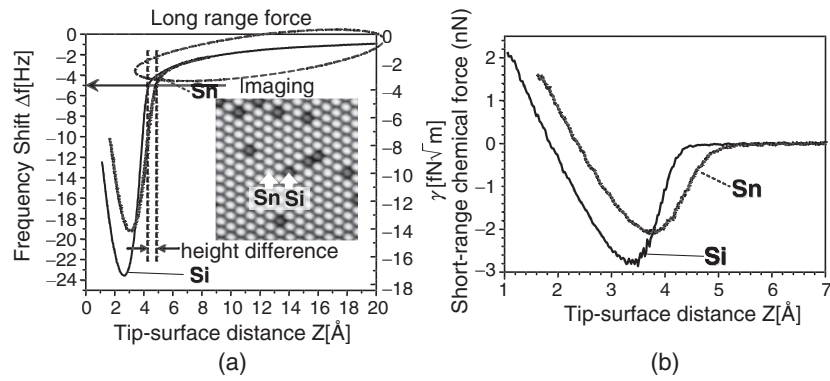 Long range force
(a)
0
−2
−4
−6
−8
−10
−12
−14
−16
−18
−20
−22
−24
Frequency Shift Δf[Hz]
0
−2
−4
−6
−8
−10
−12
−14
−16
−18
γ[fN√m]
Sn
Imaging
Sn Si
height difference
Si
0 2 4 6 8 10 12 14 16 18 20
Tip-surface distance Z[Å]
(a)
(b)
Short-range chemical force (nN)
2
1
0
−1
−2
−3
Sn
Si
1 2 3 4 5 6 7
Tip-surface distance Z[Å]
(b)